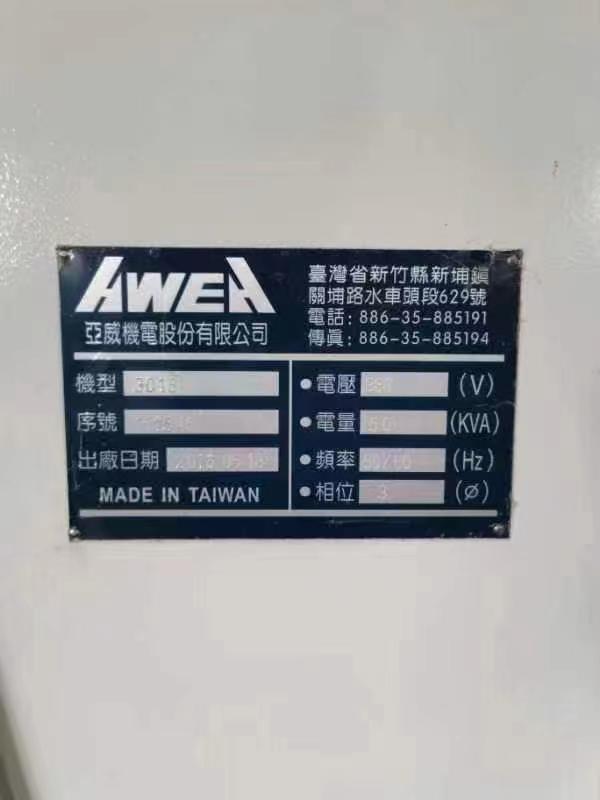 AWEA
亞威機電股份有限公司
臺灣省新竹縣新埔鎮
關埔路水車頭段629號
電話：886-35-885191
傳眞：886-35-885194
機型
序號
出廠日期
MADE IN TAIWAN
●電壓 (V)
●電量 50 (KVA)
●頻率 (Hz)
●相位 3 (ø)